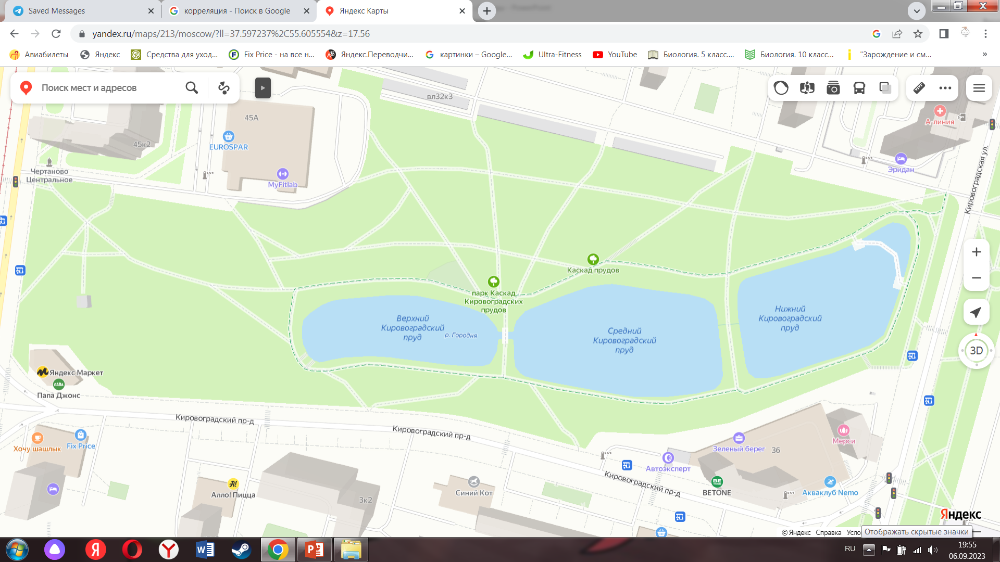 Saved Messages
корреляция - Поиск в Google
Яндекс Карты
yandex.ru/maps/213/moscow/?ll=37.597237%2C55.605554&z=17.56
Авиабилеты
Яндекс
Средства для уход...
Fix Price - на все н...
Яндекс.Переводчи...
картинки – Google...
Ultra-Fitness
YouTube
Биология. 5 класс....
Биология. 10 класс...
"Зарождение и см...
»
Поиск мест и адресов
вл32к3
45А
45к2
EUROSPAR
MyFitlab
Чертаново
Центральное
А-линия
Эридан
Кировоградская ул.
Каскад прудов
парк Каскад
Кировоградских
прудов
Верхний
Кировоградский
пруд
р. Городня
Средний
Кировоградский
пруд
Нижний
Кировоградский
пруд
3D
Яндекс Маркет
ПАПА
Папа Джонс
Кировоградский пр-д
Кировоградский пр-д
Кировоградский пр-д
Хочу шашлык
Fix Price
А!
Алло! Пицца
3к2
Синий Кот
Автоэксперт
Зеленый берег
36
Мерси
BE
TONE
BETONE
Акваклуб Nemo
Яндекс
© Яндекс
Справка
Усло
Отображать скрытые значки
RU
19:55
06.09.2023